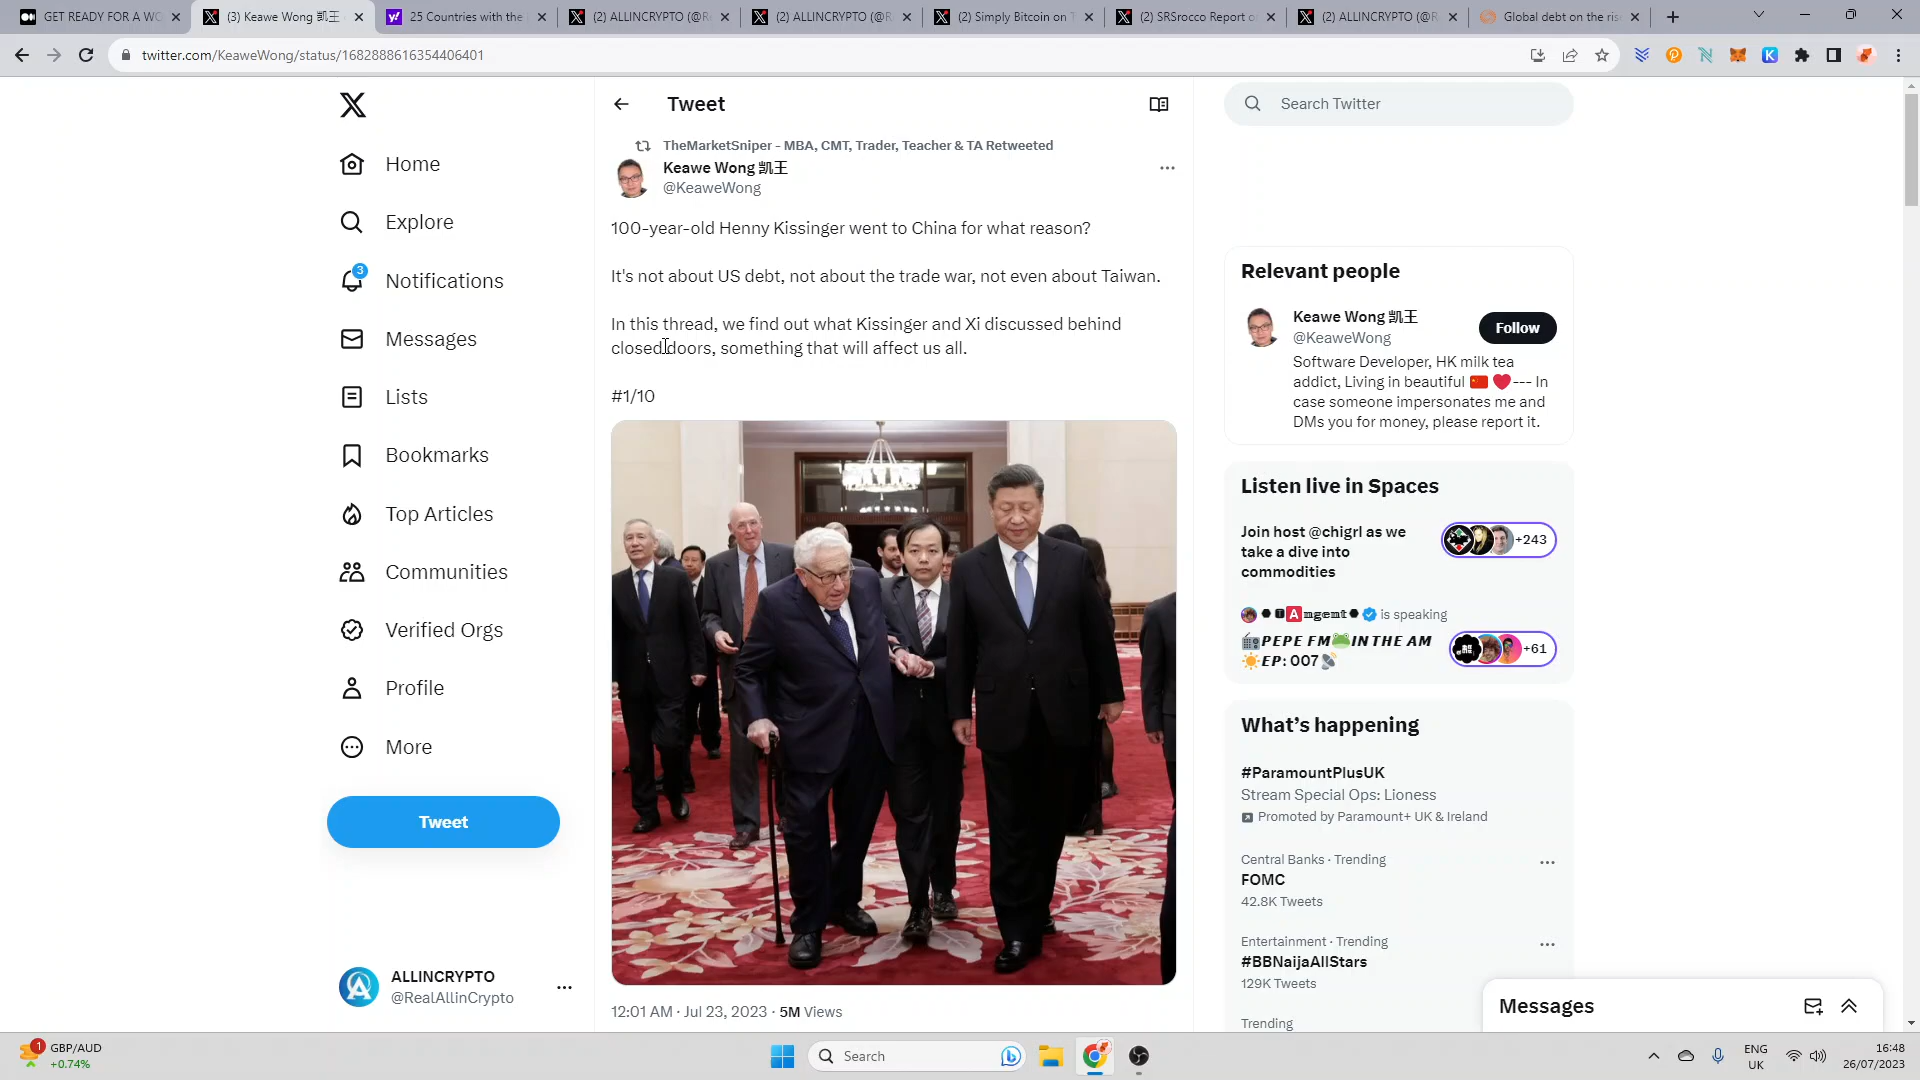 GET READY FOR A WO
(3) Keawe Wong 凯王
25 Countries with the
(2) ALLINCRYPTO (@R
(2) ALLINCRYPTO (@R
(2) Simply Bitcoin on T
(2) SRSrocco Report o
(2) ALLINCRYPTO (@R
Global debt on the ris
twitter.com/KeaweWong/status/1682888616354406401
Home
Explore
3
Notifications
Messages
Lists
Bookmarks
Top Articles
Communities
Verified Orgs
Profile
More
Tweet
ALLINCRYPTO
@RealAllinCrypto
Tweet
TheMarketSniper - MBA, CMT, Trader, Teacher & TA Retweeted
Keawe Wong 凯王
@KeaweWong
100-year-old Henny Kissinger went to China for what reason?
It's not about US debt, not about the trade war, not even about Taiwan.
In this thread, we find out what Kissinger and Xi discussed behind
closed doors, something that will affect us all.
#1/10
12:01 AM · Jul 23, 2023 · 5M Views
Search Twitter
Relevant people
Keawe Wong 凯王
@KeaweWong
Follow
Software Developer, HK milk tea
addict, Living in beautiful 🇨🇳 ❤️--- In
case someone impersonates me and
DMs you for money, please report it.
Listen live in Spaces
Join host @chigrl as we
take a dive into
commodities
+243
is speaking
📻PEPE FM🐸IN THE AM
☀️EP: 007📡
+61
What's happening
#ParamountPlusUK
Stream Special Ops: Lioness
Promoted by Paramount+ UK & Ireland
Central Banks · Trending
FOMC
42.8K Tweets
Entertainment · Trending
#BBNaijaAllStars
129K Tweets
Trending
Messages
1
GBP/AUD
+0.74%
Search
ENG
UK
16:48
26/07/2023